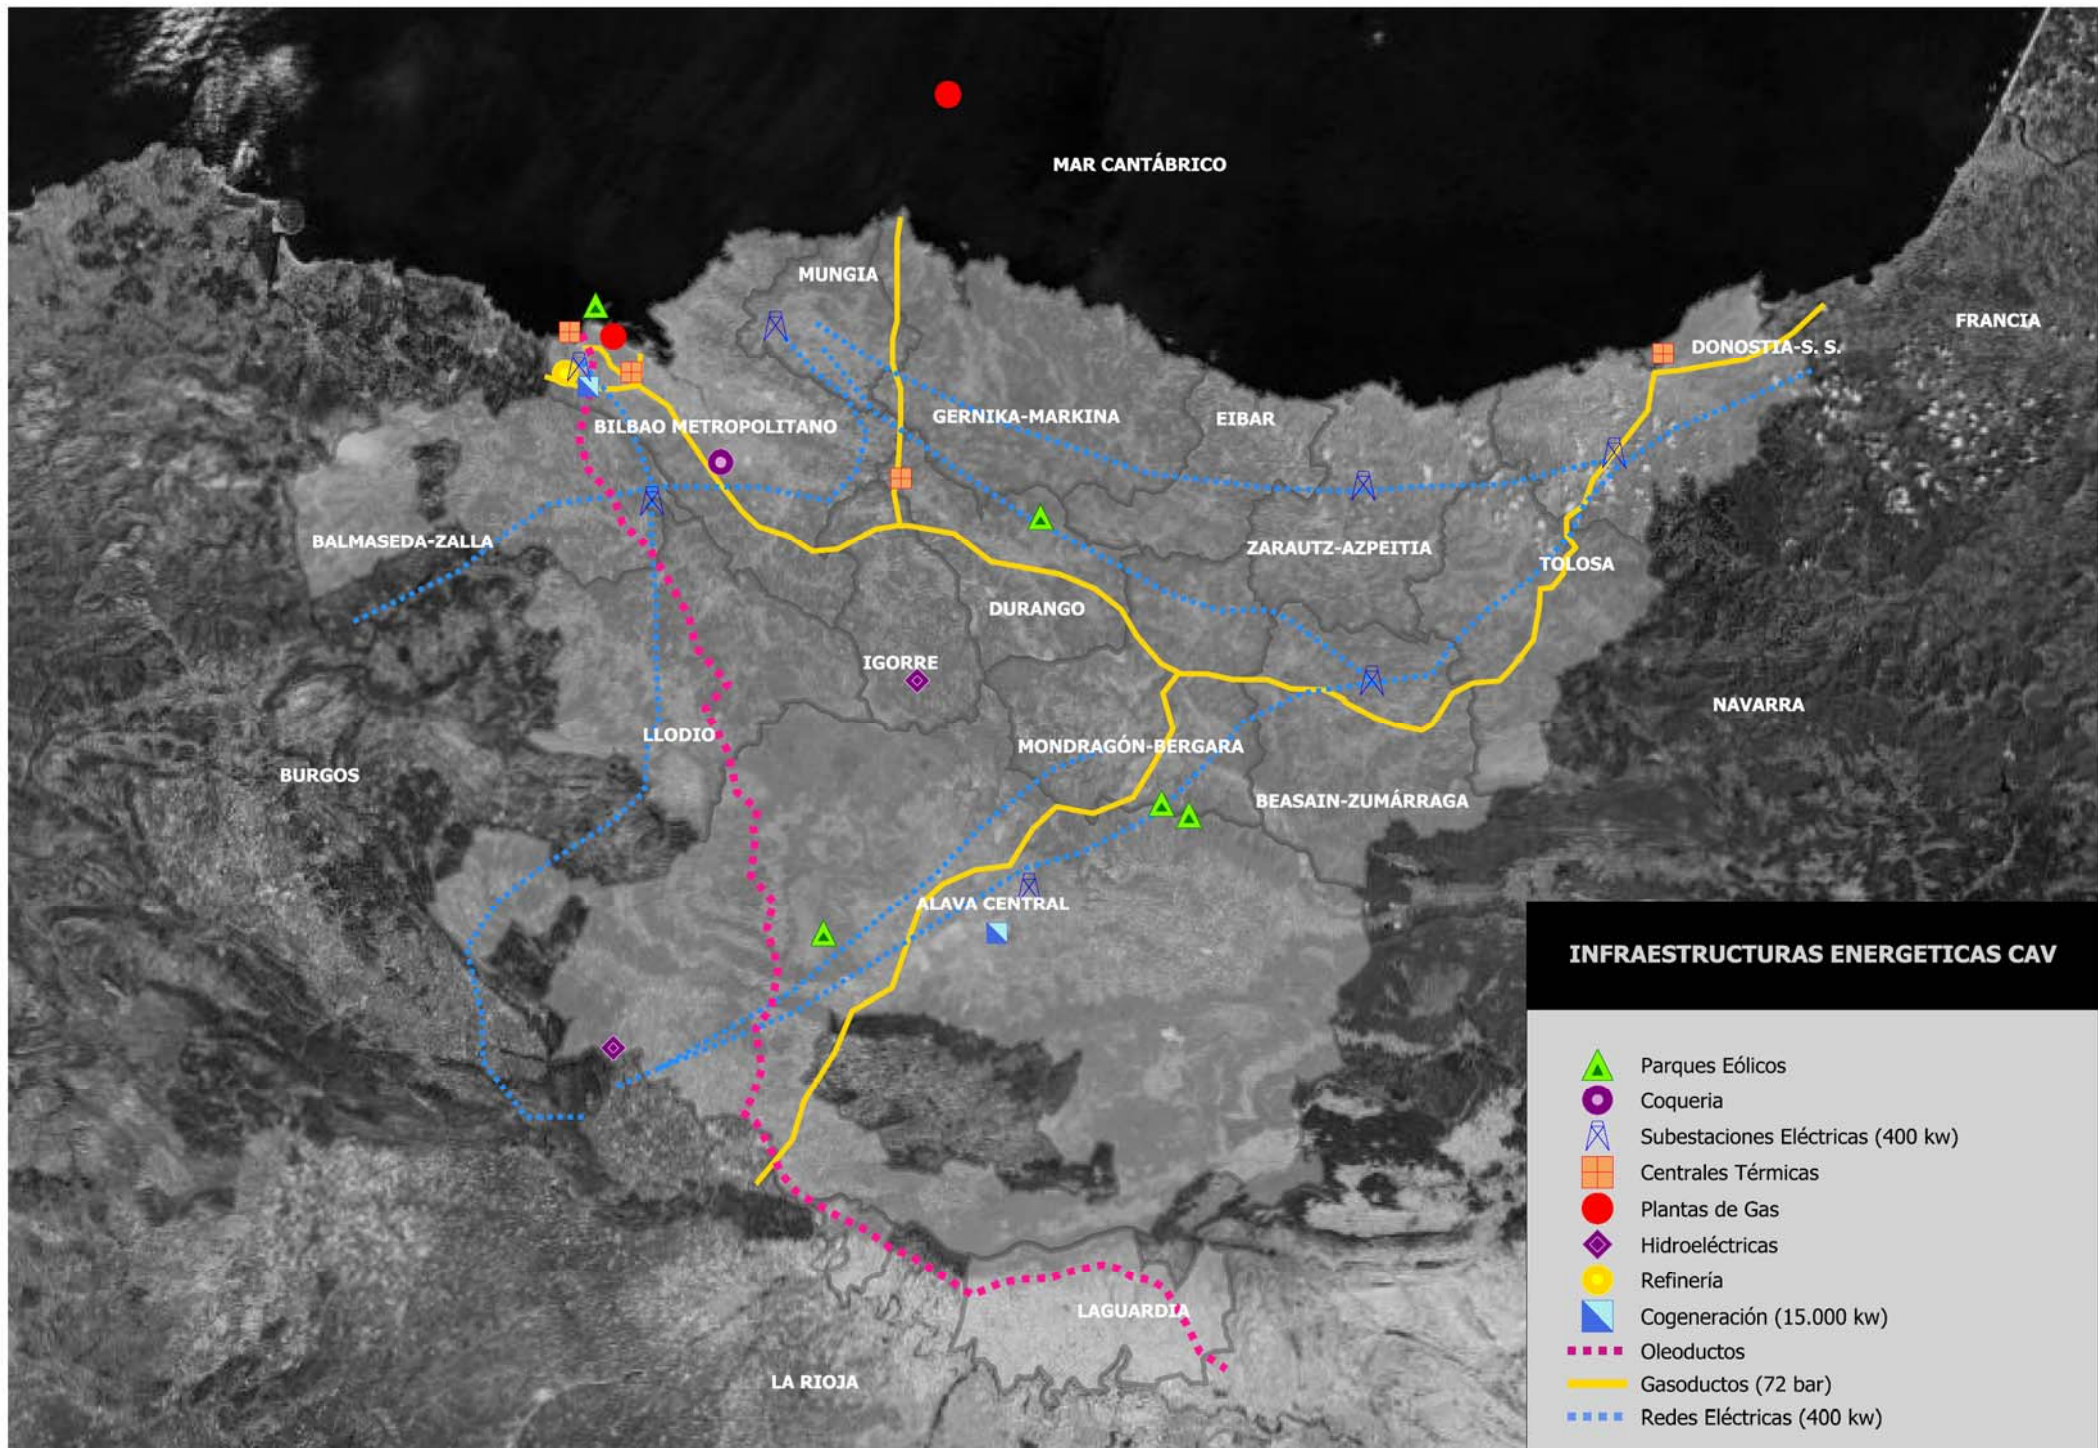 MAR CANTÁBRICO
MUNGIA
FRANCIA
DONOSTIA-S. S.
GERNIKA-MARKINA
EIBAR
BILBAO METROPOLITANO
BALMASEDA-ZALLA
ZARAUTZ-AZPEITIA
TOLOSA
DURANGO
IGORRE
NAVARRA
LLODIO
MONDRAGÓN-BERGARA
BURGOS
BEASAIN-ZUMÁRRAGA
ALAVA CENTRAL
LAGUARDIA
LA RIOJA
INFRAESTRUCTURAS ENERGETICAS CAV
Parques Eólicos
Coqueria
Subestaciones Eléctricas (400 kw)
Centrales Térmicas
Plantas de Gas
Hidroeléctricas
Refinería
Cogeneración (15.000 kw)
Oleoductos
Gasoductos (72 bar)
Redes Eléctricas (400 kw)